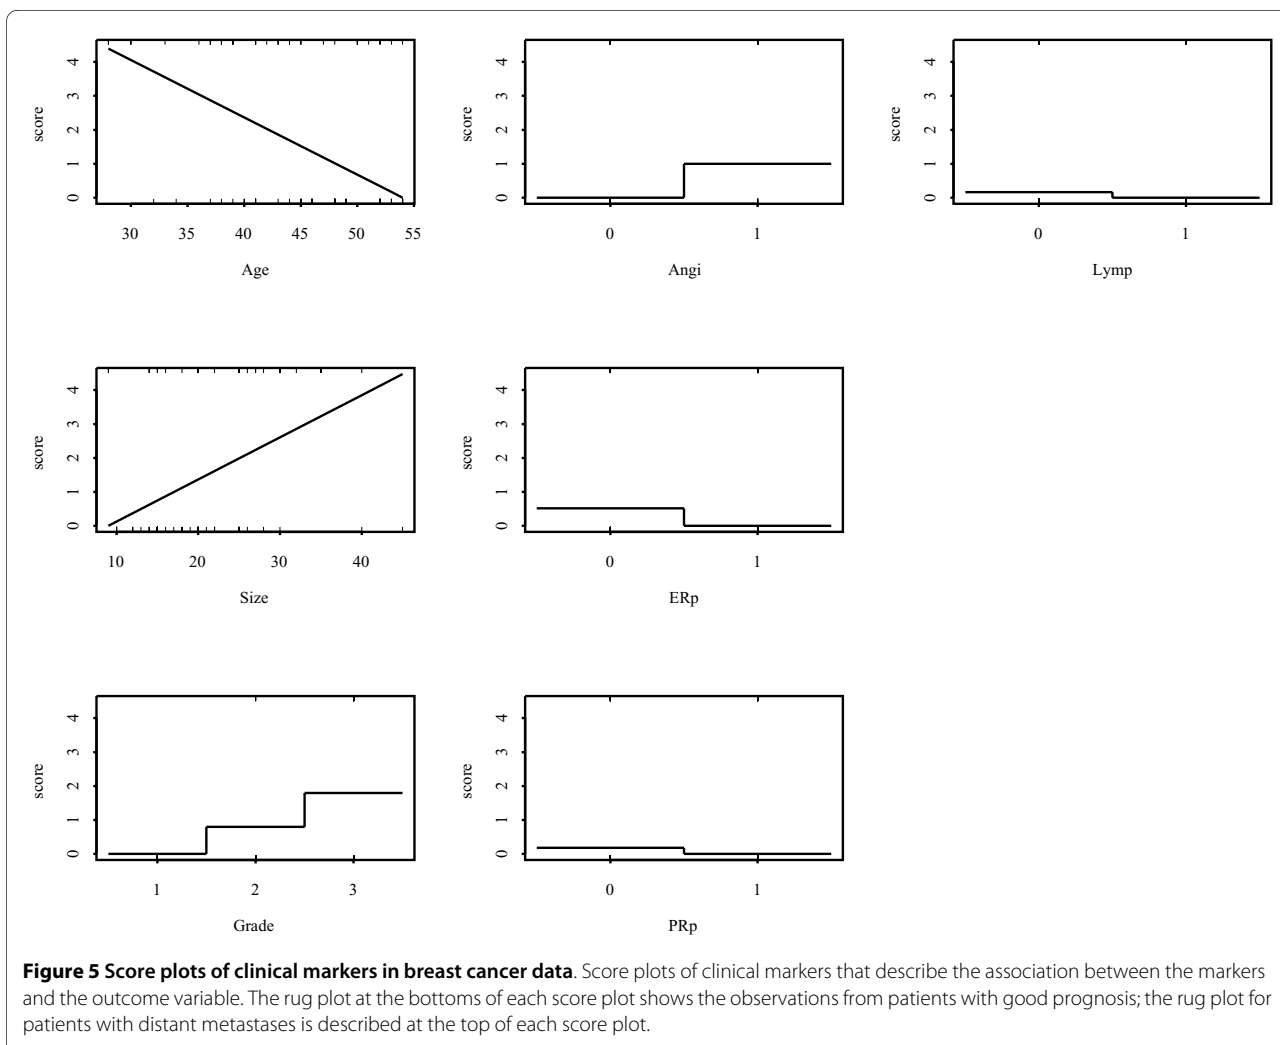 score
4
3
2
1
0
30 35 40 45 50 55
Age
score
4
3
2
1
0
0 1
Angi
score
4
3
2
1
0
0 1
Lymp
score
4
3
2
1
0
10 20 30 40
Size
score
4
3
2
1
0
0 1
ERp
score
4
3
2
1
0
1 2 3
Grade
score
4
3
2
1
0
0 1
PRp
Figure 5 Score plots of clinical markers in breast cancer data. Score plots of clinical markers that describe the association between the markers
and the outcome variable. The rug plot at the bottoms of each score plot shows the observations from patients with good prognosis; the rug plot for
patients with distant metastases is described at the top of each score plot.